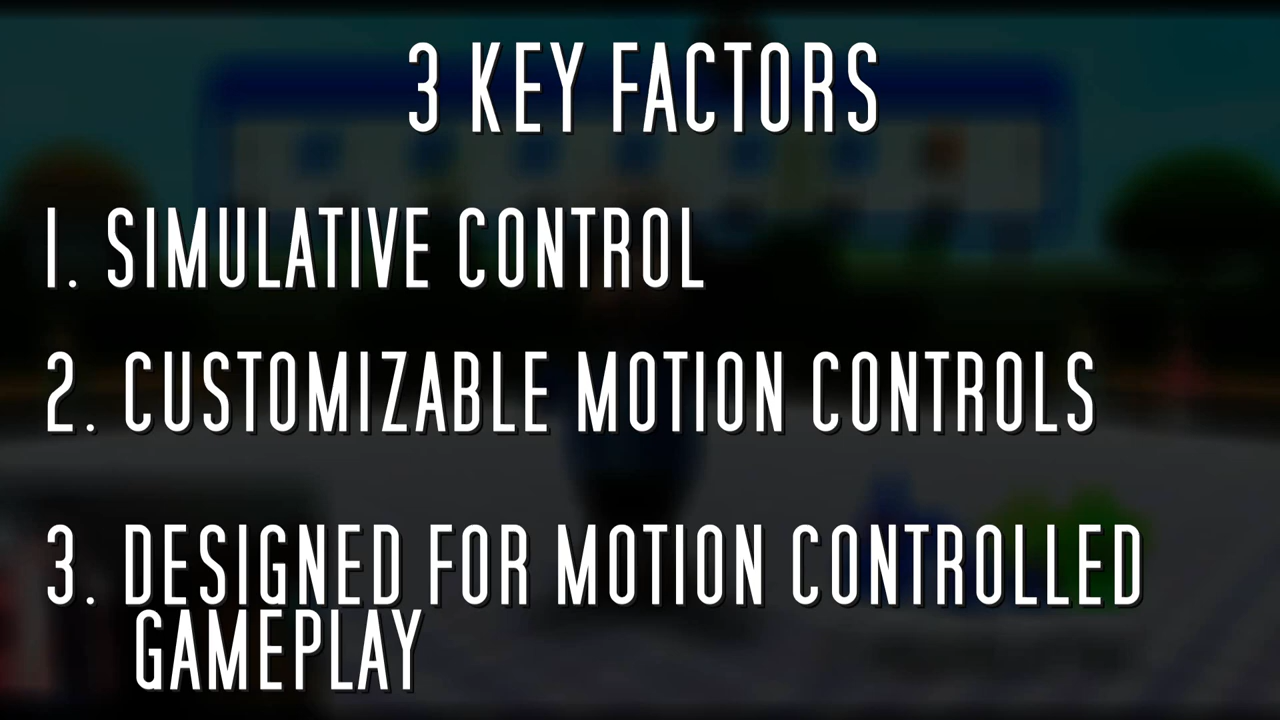 3 KEY FACTORS
1. SIMULATIVE CONTROL
2. CUSTOMIZABLE MOTION CONTROLS
3. DESIGNED FOR MOTION CONTROLLED
GAMEPLAY